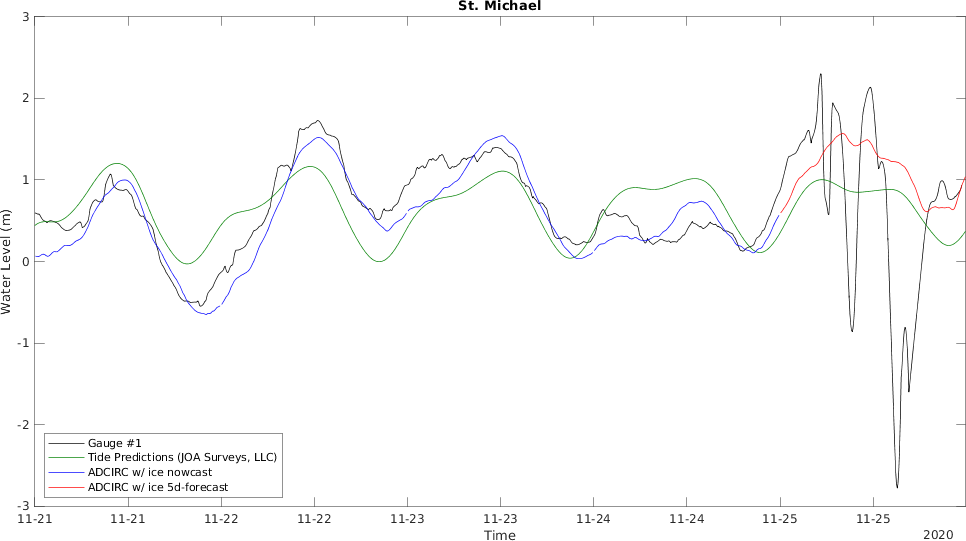 St. Michael
3
2
1
0
-1
-2
-3
Water Level (m)
Gauge #1
Tide Predictions (JOA Surveys, LLC)
ADCIRC w/ ice nowcast
ADCIRC w/ ice 5d-forecast
11-21 11-21 11-22 11-22 11-23 11-23 11-24 11-24 11-25 11-25
Time
2020